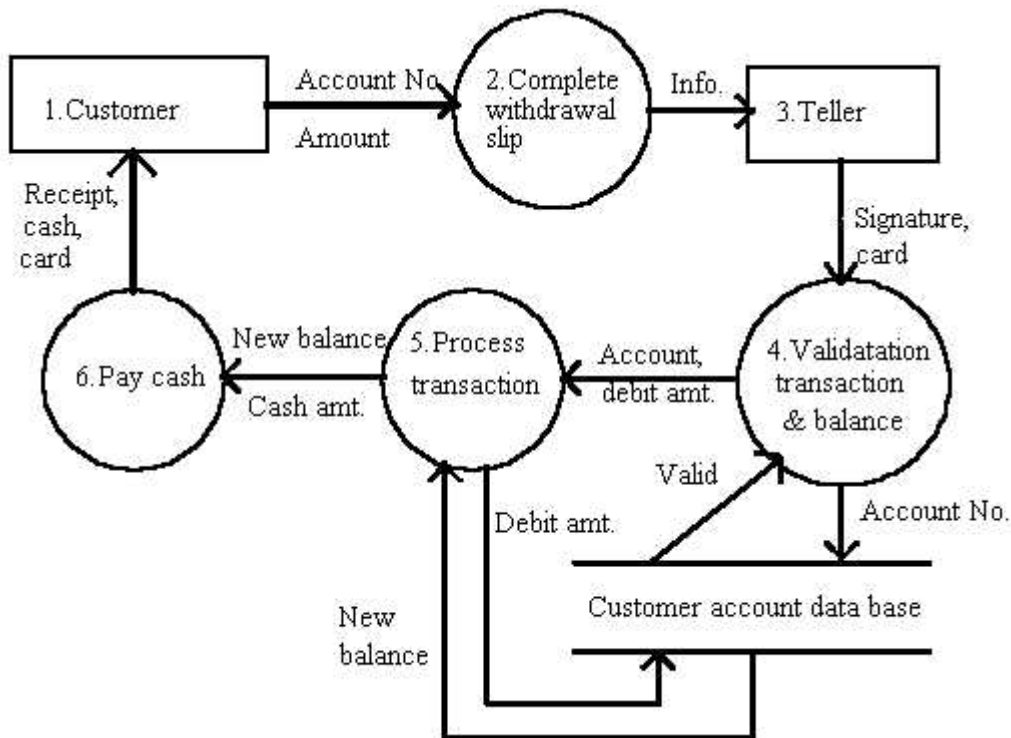 1.Customer
Account No
Amount
2.Complete
withdrawal
slip
Info.
3.Teller
Receipt,
cash,
card
Signature,
card
6.Pay cash
New balance
Cash amt.
5.Process
transaction
Account,
debit amt.
4.Validatation
transaction
& balance
Valid
Account No.
Debit amt.
New
balance
Customer account data base